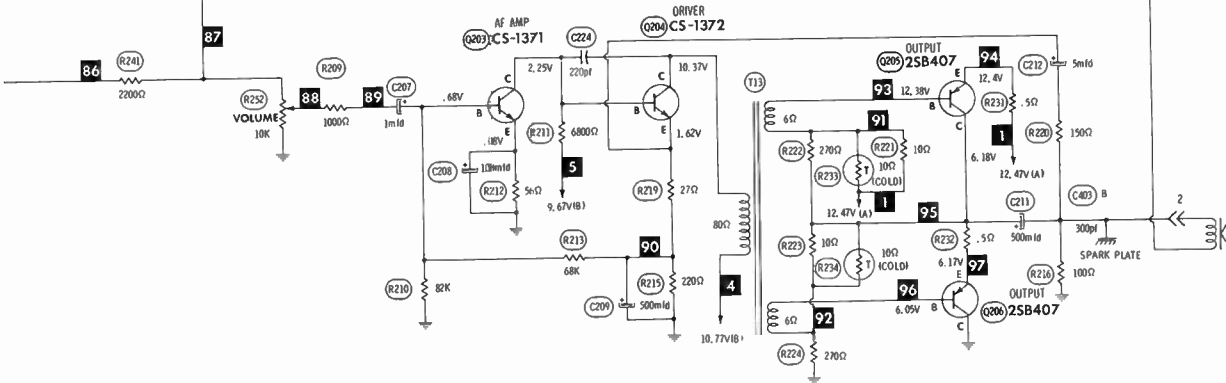 87
AF AMP
Q203 CS-1371
C224
220pf
DRIVER
Q204 CS-1372
86
R241
2200Ω
R252
VOLUME
10K
88
R209
1000Ω
89
C207
1mfd
.68V
2.25V
C
B
E
.08V
C208
R212
R211
6800Ω
5
9.67V(B)
10.37V
C
B
E
1.62V
R219
27Ω
R213
68K
90
R210
82K
C209
500mfd
R215
220Ω
80Ω
4
10.77V(B)
T13
6Ω
93
12.38V
OUTPUT
Q205 2SB407
E
B
C
94
12.4V
R231
.5Ω
1
12.47V(A)
C212
5mfd
R220
150Ω
91
R222
270Ω
R233
T
10Ω
(COLD)
R221
10Ω
1
12.47V(A)
6.18V
95
C211
500mfd
C403 B
300pf
SPARK PLATE
2
R223
10Ω
R234
T
10Ω
(COLD)
R232
.5Ω
6.17V
97
E
B
C
96
6.05V
OUTPUT
Q206 2SB407
R216
100Ω
6Ω
92
R224
270Ω